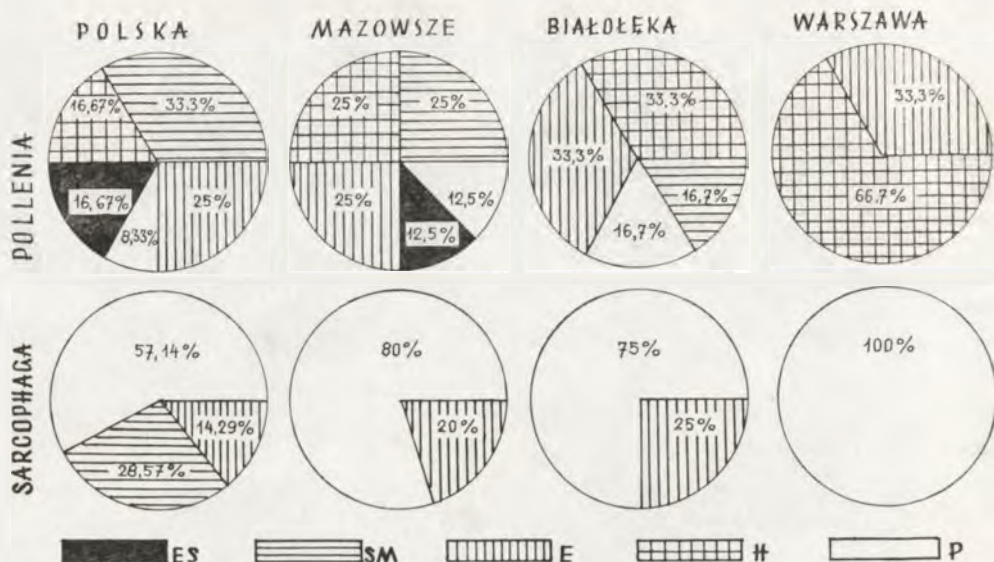 POLSKA MAZOWSZE BIAŁOŁĘKA WARSZAWA
POLLENIA
16,67% 33,3% 16,67% 8,33% 25%
25% 25% 25% 12,5% 12,5%
33,3% 33,3% 16,7% 16,7%
33,3% 66,7%
SARCOPHAGA
57,14% 14,29% 28,57%
80% 20%
75% 25%
100%
ES SM E H P